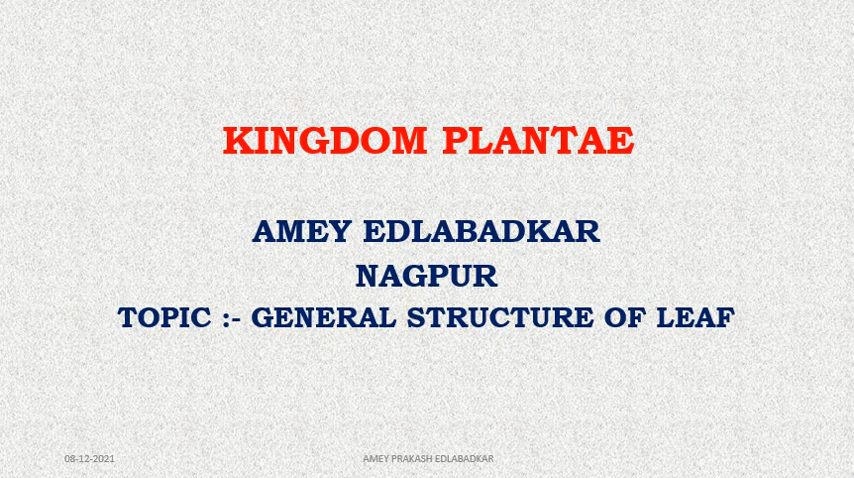 KINGDOM PLANTAE
AMEY EDLABADKAR
NAGPUR
TOPIC :- GENERAL STRUCTURE OF LEAF
08-12-2021
AMEY PRAKASH EDLABADKAR